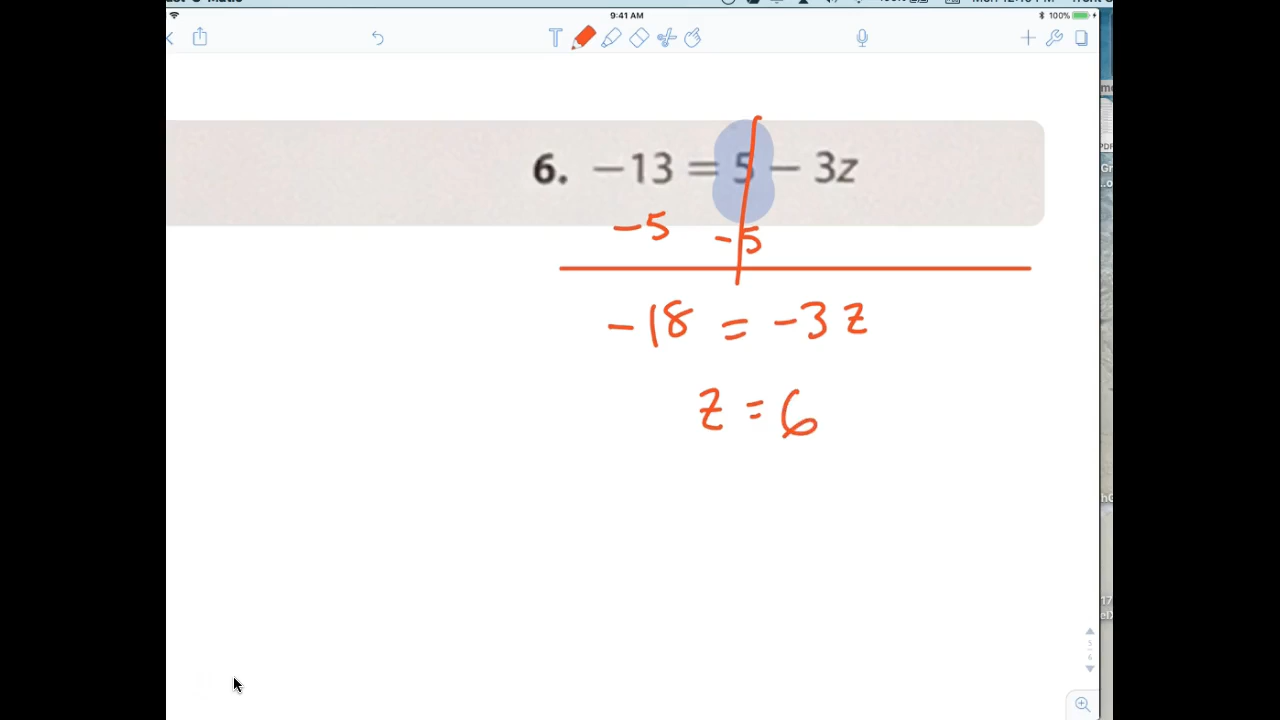 9:41 AM
100%
T
6. −13 = 5 − 3z
−5 -5
-18 = -3z
z = 6